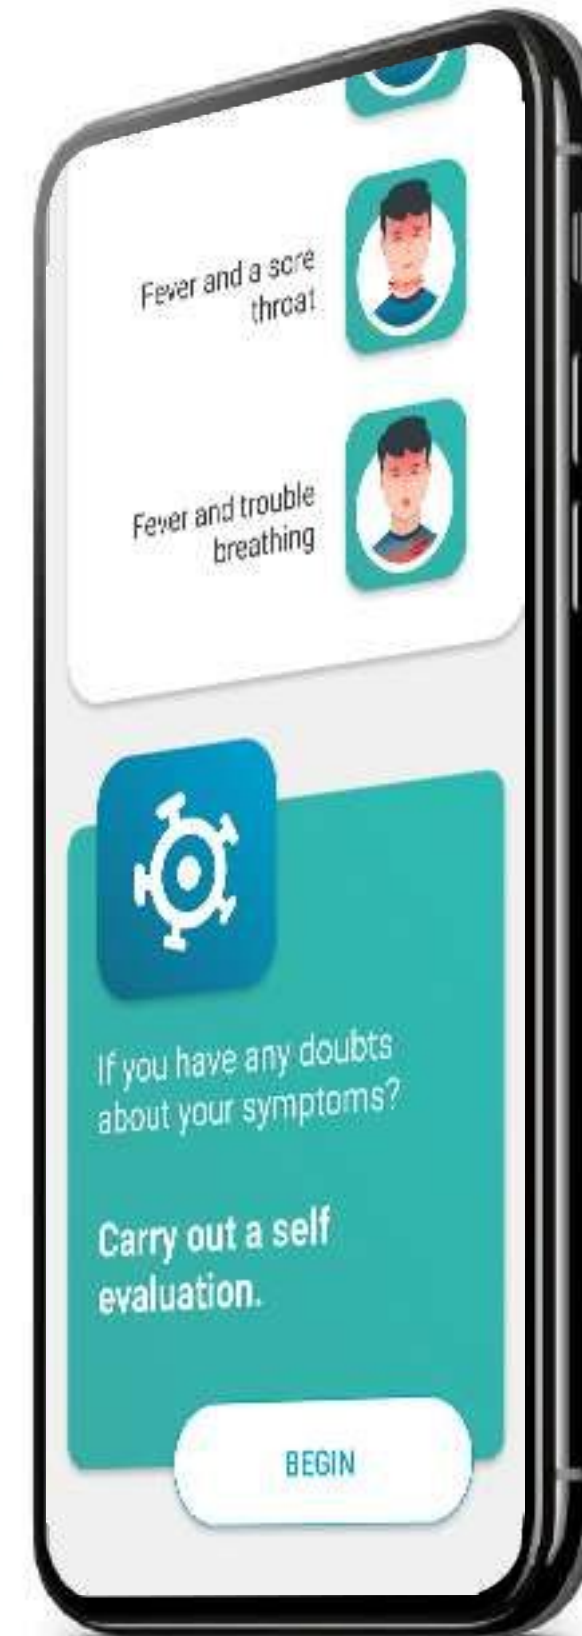 Fever and a sore
throat
Fever and trouble
breathing
If you have any doubts
about your symptoms?
Carry out a self
evaluation.
BEGIN